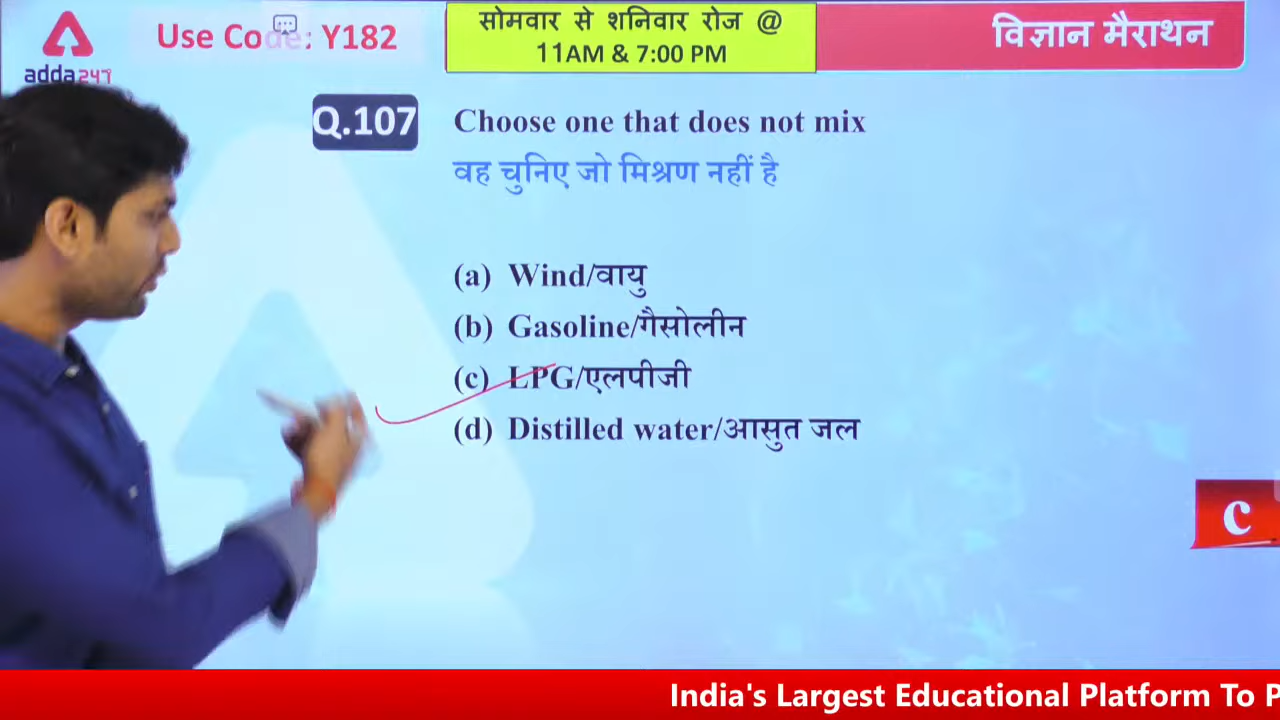 adda247
Use Code: Y182
सोमवार से शनिवार रोज @
11AM & 7:00 PM
विज्ञान मैराथन
Q.107 Choose one that does not mix
वह चुनिए जो मिश्रण नहीं है
(a) Wind/वायु
(b) Gasoline/गैसोलीन
(c) LPG/एलपीजी
(d) Distilled water/आसुत जल
C
India's Largest Educational Platform To P